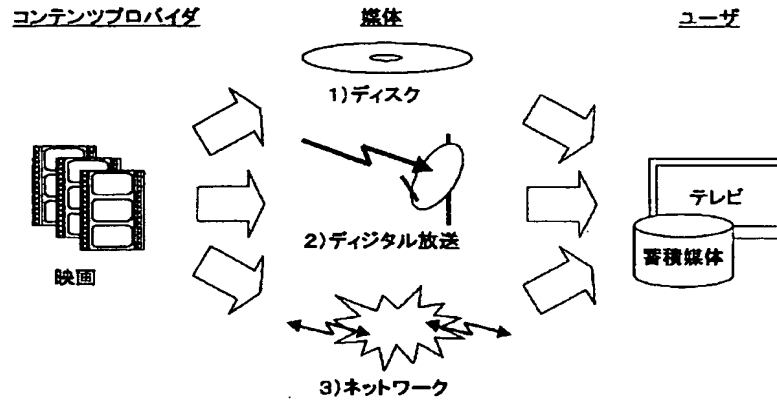 コンテンツプロバイダ
媒体
ユーザ
1)ディスク
2)ディジタル放送
3)ネットワーク
映画
テレビ
蓄積媒体